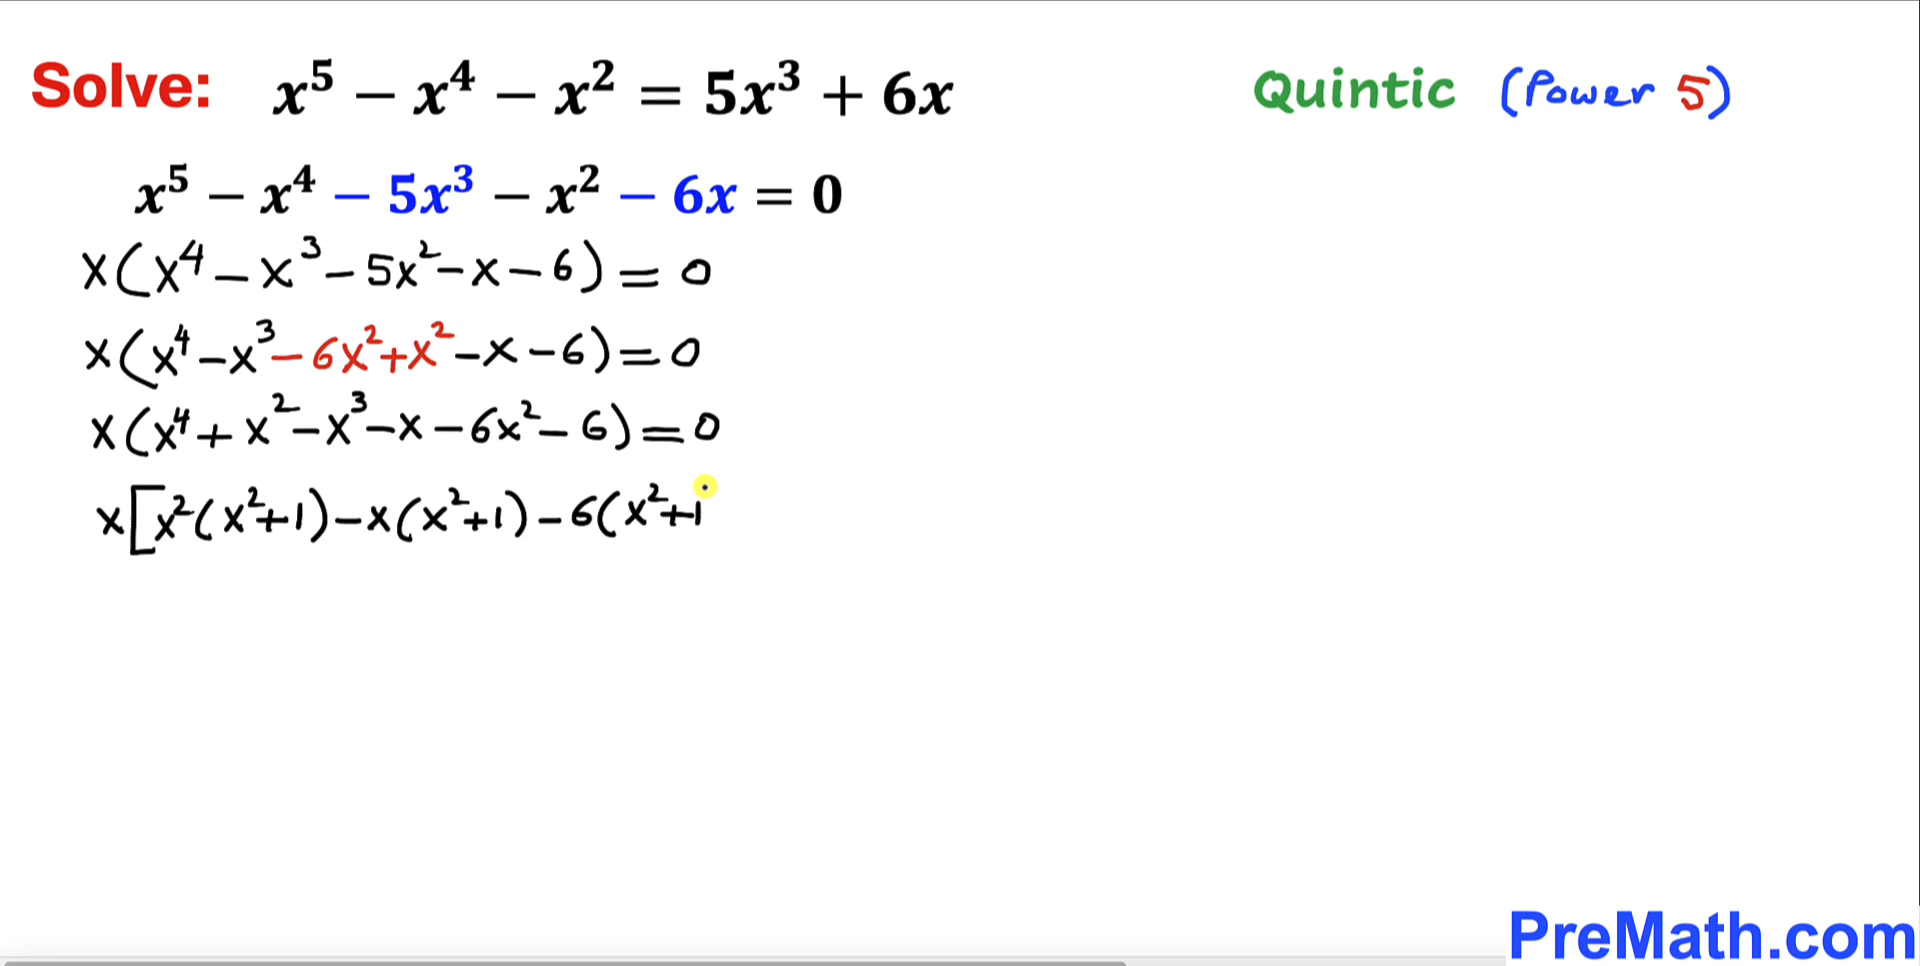 Solve: x⁵ − x⁴ − x² = 5x³ + 6x
Quintic (Power 5)
x⁵ − x⁴ − 5x³ − x² − 6x = 0
x(x⁴ − x³ − 5x² − x − 6) = 0
x(x⁴ − x³ − 6x² + x² − x − 6) = 0
x(x⁴ + x² − x³ − x − 6x² − 6) = 0
x[x²(x² + 1) − x(x² + 1) − 6(x² + 1
PreMath.com